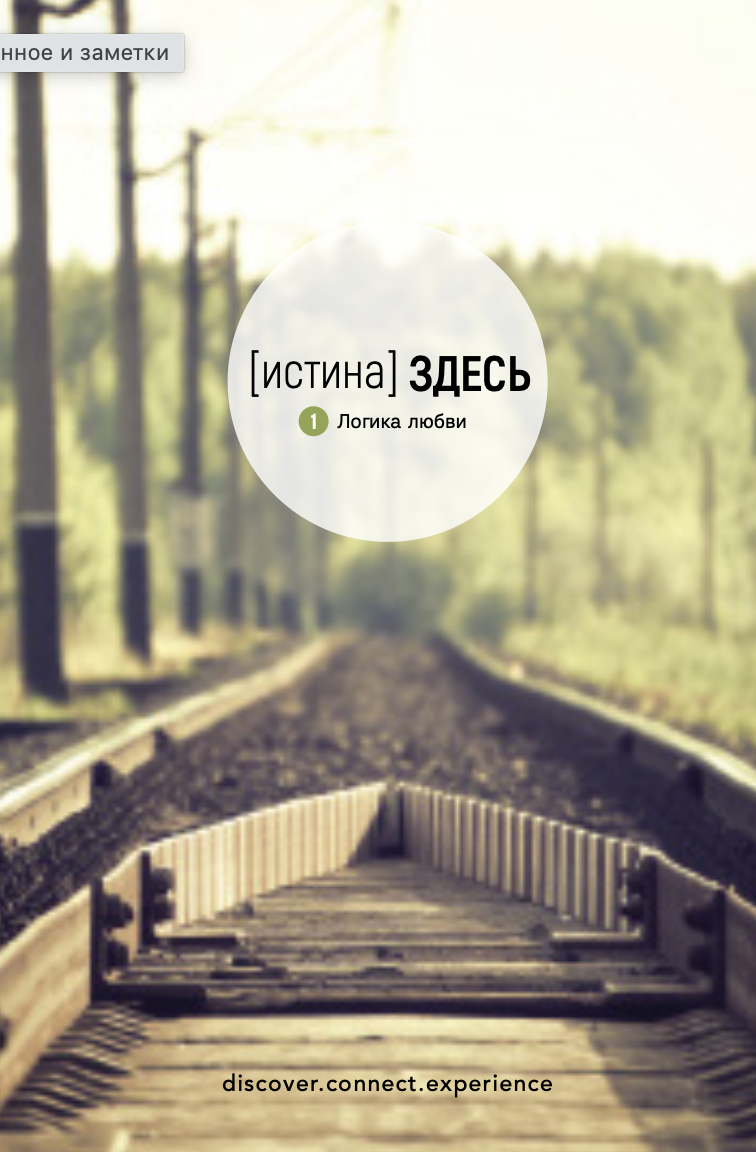 нное и заметки
[истина] ЗДЕСЬ
1 Логика любви
discover.connect.experience